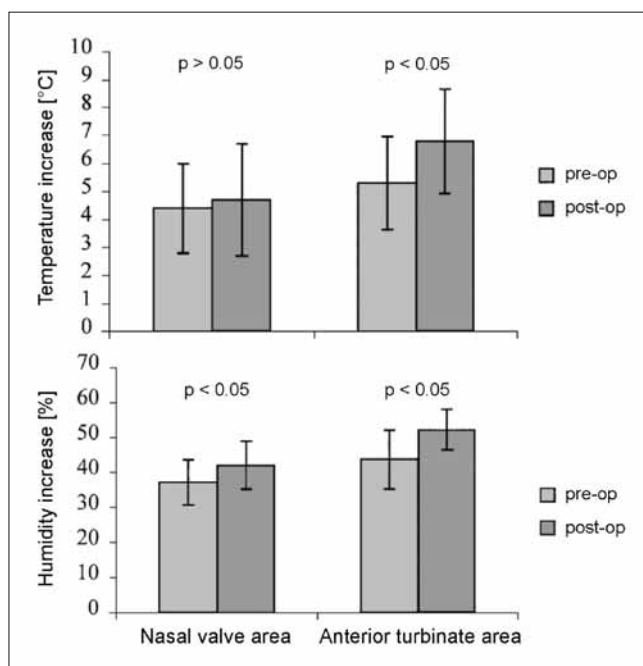 Temperature increase [°C]
10
9
8
7
6
5
4
3
2
1
0
p > 0.05
p < 0.05
pre-op
post-op
Humidity increase [%]
70
60
50
40
30
20
10
0
p < 0.05
p < 0.05
pre-op
post-op
Nasal valve area
Anterior turbinate area